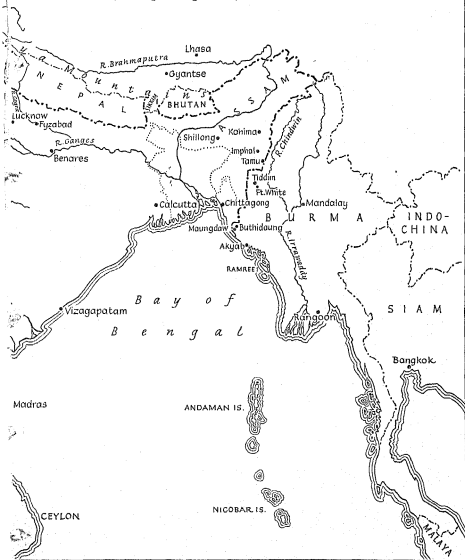 Lhasa
R. Brahmaputra
Gyantse
NEPAL
BHUTAN
ASSAM
Lucknow
Fyzabad
R. Ganges
Benares
Shillong
Kohima
Imphal
Tamu
R. Chindwin
Tiddim
Ft. White
Calcutta
Chittagong
Mandalay
BURMA
INDO-
CHINA
Maungdaw
Buthidaung
Akyab
R. Irrawaddy
RAMREE
Bay of
Bengal
Vizagapatam
Rangoon
SIAM
Bangkok
Madras
ANDAMAN IS.
NICOBAR IS.
CEYLON
MALAYA